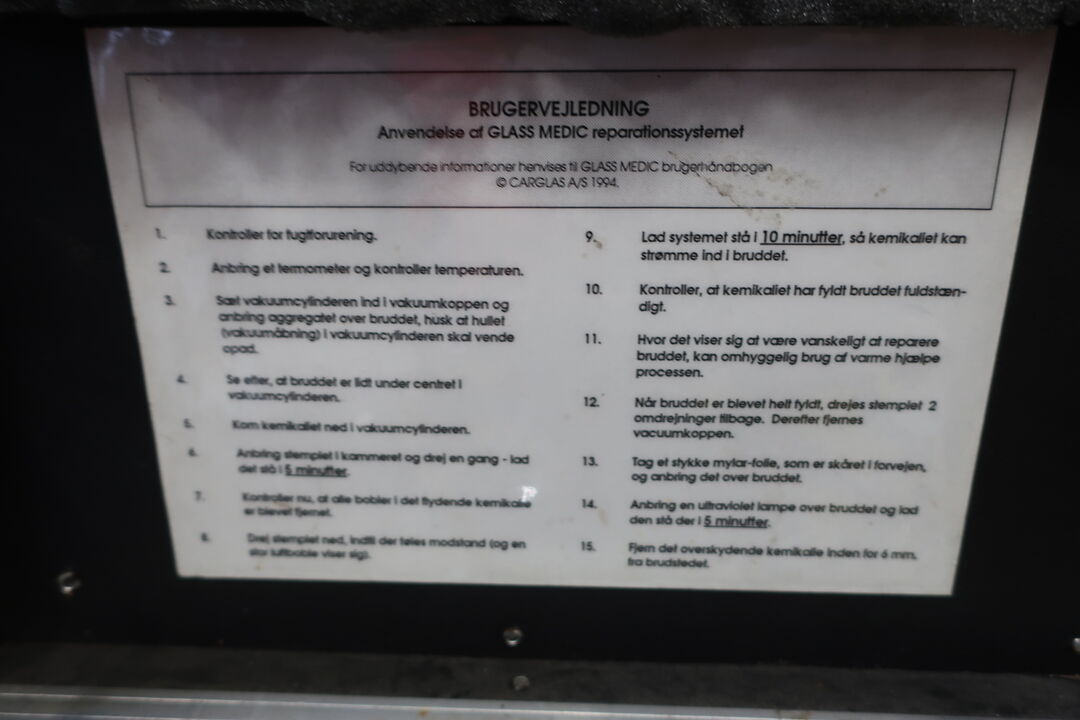 BRUGERVEJLEDNING
Anvendelse af GLASS MEDIC reparationssystemet
For uddybende informationer henvises til GLASS MEDIC brugerhåndbogen
© CARGLAS A/S 1994.
1. Kontroller for fugtforurening.
2. Anbring et termometer og kontroller temperaturen.
3. Sæt vakuumcylinderen ind i vakuumkoppen og
anbring aggregatet over bruddet, husk at hullet
(vakuumåbning) i vakuumcylinderen skal vende
opad.
4. Se efter, at bruddet er lidt under centret i
vakuumcylinderen.
5. Kom kemikaliet ned i vakuumcylinderen.
6. Anbring stemplet i kammeret og drej en gang - lad
det stå i 5 minutter.
7. Kontroller nu, at alle bobler i det flydende kemikalie
er blevet fjernet.
8. Drej stemplet ned, indtil der føles modstand (og en
stor luftboble viser sig).
9. Lad systemet stå i 10 minutter, så kemikaliet kan
strømme ind i bruddet.
10. Kontroller, at kemikaliet har fyldt bruddet fuldstæn-
digt.
11. Hvor det viser sig at være vanskeligt at reparere
bruddet, kan omhyggelig brug af varme hjælpe
processen.
12. Når bruddet er blevet helt fyldt, drejes stemplet 2
omdrejninger tilbage. Derefter fjernes
vacuumkoppen.
13. Tag et stykke mylar-folie, som er skåret i forvejen,
og anbring det over bruddet.
14. Anbring en ultraviolet lampe over bruddet og lad
den stå der i 5 minutter.
15. Fjern det overskydende kemikalie inden for 6 mm.
fra brudstedet.